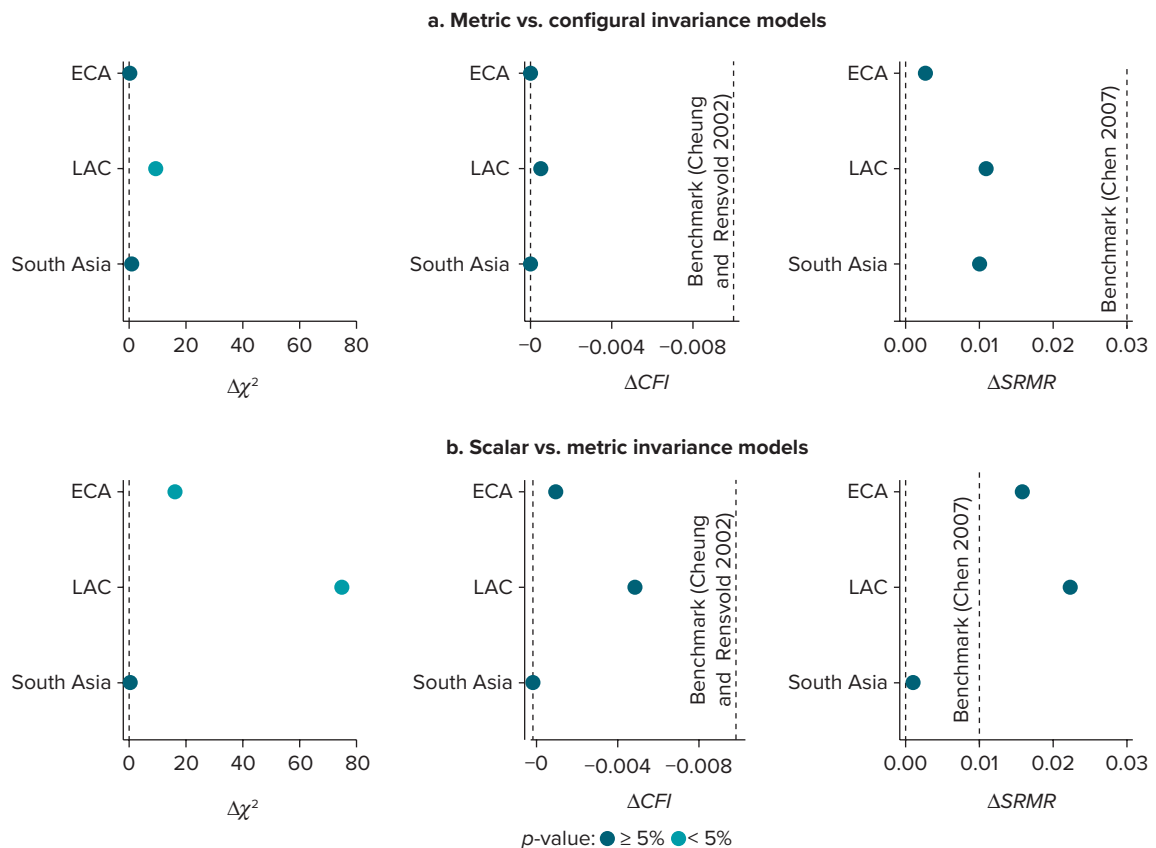 a. Metric vs. configural invariance models
ECA
LAC
South Asia
0 20 40 60 80
Δχ²
ECA
LAC
South Asia
Benchmark (Cheung
and Rensvold 2002)
−0 −0.004 −0.008
ΔCFI
ECA
LAC
South Asia
Benchmark (Chen 2007)
0.00 0.01 0.02 0.03
ΔSRMR
b. Scalar vs. metric invariance models
ECA
LAC
South Asia
0 20 40 60 80
Δχ²
ECA
LAC
South Asia
Benchmark (Cheung
and Rensvold 2002)
−0 −0.004 −0.008
ΔCFI
ECA
LAC
South Asia
Benchmark (Chen 2007)
0.00 0.01 0.02 0.03
ΔSRMR
p-value: ≥ 5% < 5%